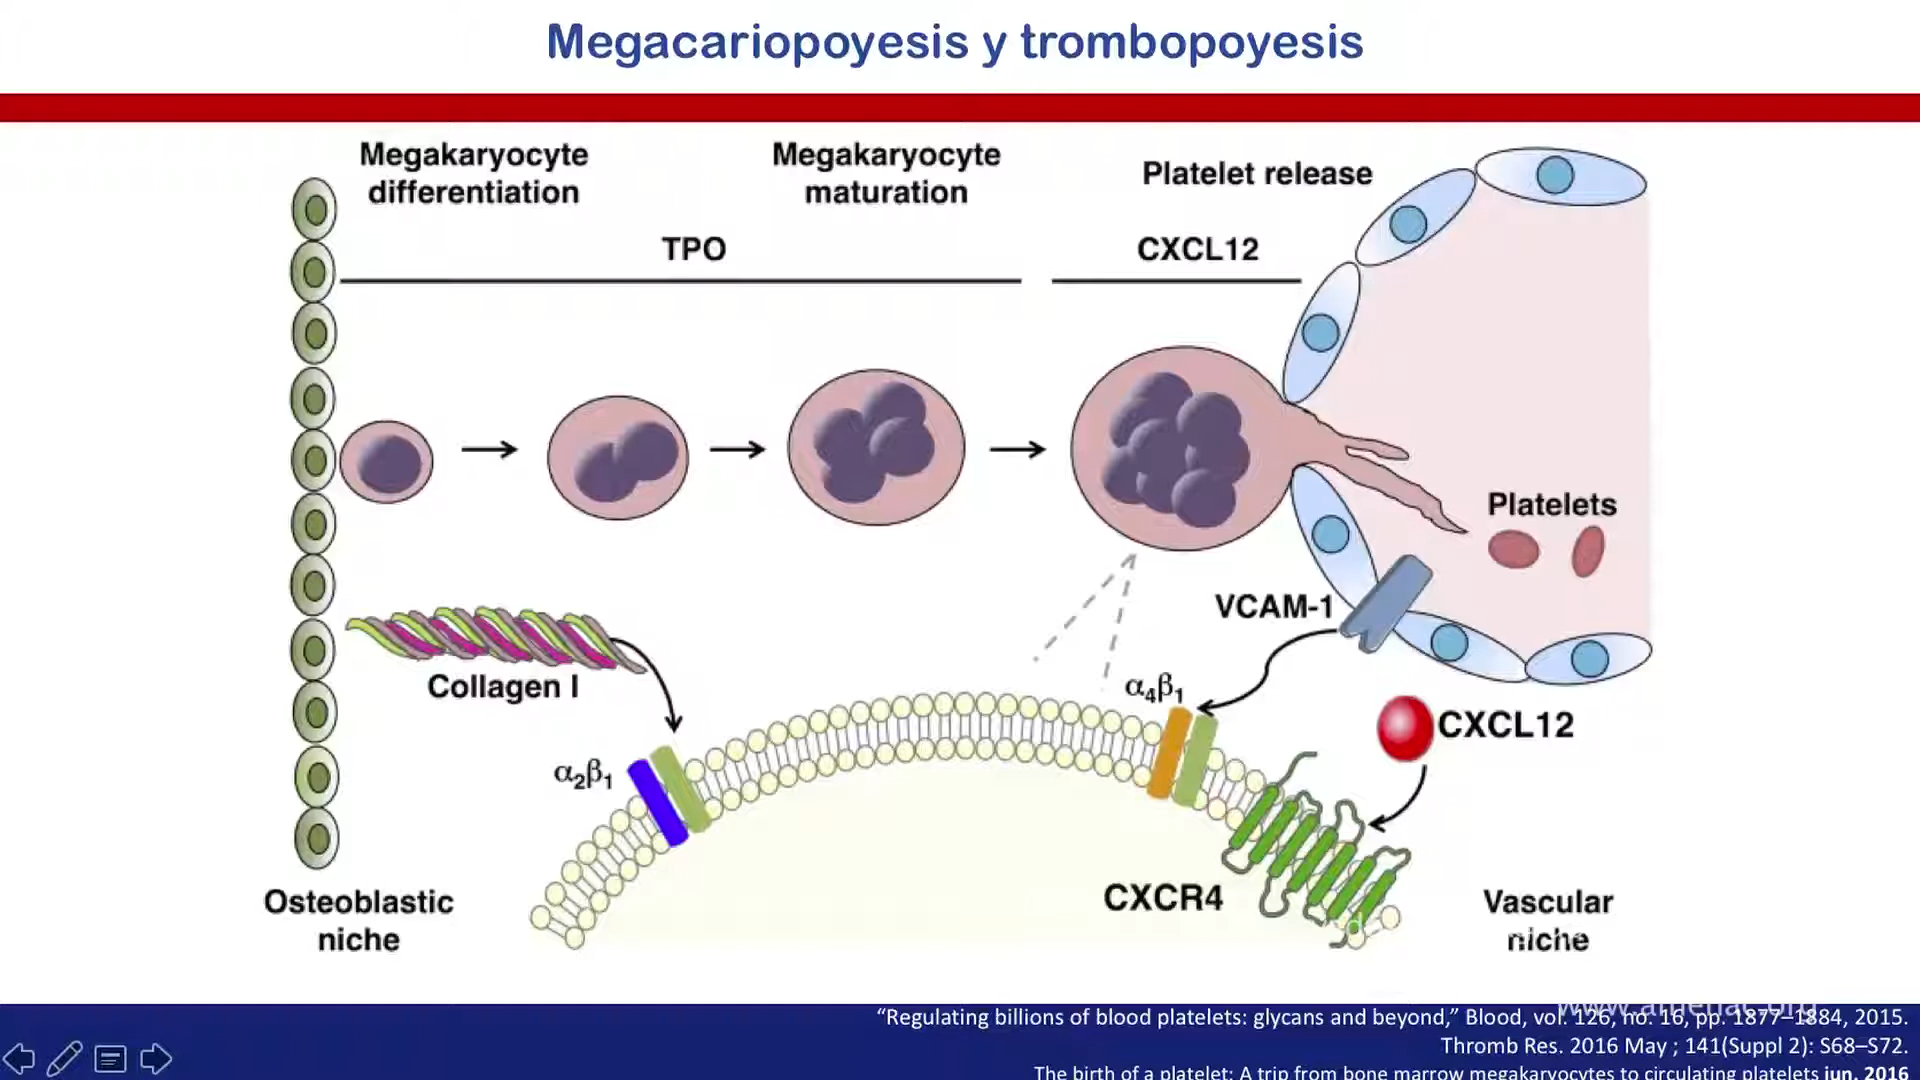 Megacariopoyesis y trombopoyesis
Megakaryocyte
differentiation
Megakaryocyte
maturation
Platelet release
TPO
CXCL12
Platelets
VCAM-1
Collagen I
α4β1
CXCL12
α2β1
CXCR4
Osteoblastic
niche
Vascular
niche
“Regulating billions of blood platelets: glycans and beyond,” Blood, vol. 126, no. 16, pp. 1877–1884, 2015.
Thromb Res. 2016 May ; 141(Suppl 2): S68–S72.
The birth of a platelet: A trip from bone marrow megakaryocytes to circulating platelets jun. 2016